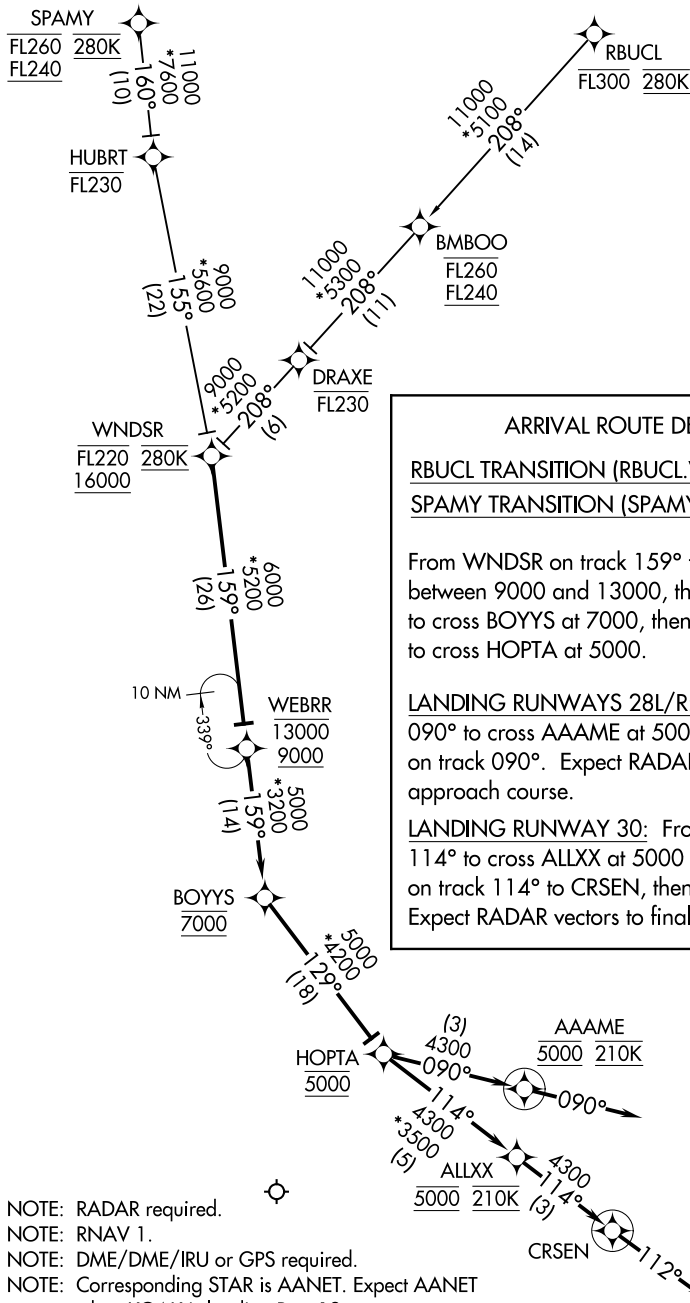 SPAMY
FL260 280K
FL240
11000
*7600
160°
(10)
RBUCL
FL300 280K
11000
*5100
208°
(14)
HUBRT
FL230
BMBOO
FL260
FL240
9000
*5600
155°
(22)
11000
*5300
208°
(11)
DRAXE
FL230
9000
*5200
208°
(6)
WNDSR
FL220 280K
16000
ARRIVAL ROUTE DE
RBUCL TRANSITION (RBUCL.
SPAMY TRANSITION (SPAMY
From WNDSR on track 159°
between 9000 and 13000, th
to cross BOYYS at 7000, then
to cross HOPTA at 5000.
LANDING RUNWAYS 28L/R
090° to cross AAAME at 500
on track 090°. Expect RADAR
approach course.
LANDING RUNWAY 30: Fro
114° to cross ALLXX at 5000
on track 114° to CRSEN, then
Expect RADAR vectors to final
6000
*5200
159°
(26)
10 NM
339°
WEBRR
13000
9000
5000
*3200
159°
(14)
BOYYS
7000
5000
*4200
129°
(18)
HOPTA
5000
(3)
4300
090°
AAAME
5000 210K
090°
114°
4300
*3500
(5)
ALLXX
5000 210K
4300
114°
(3)
CRSEN
112°
NOTE: RADAR required.
NOTE: RNAV 1.
NOTE: DME/DME/IRU or GPS required.
NOTE: Corresponding STAR is AANET. Expect AANET